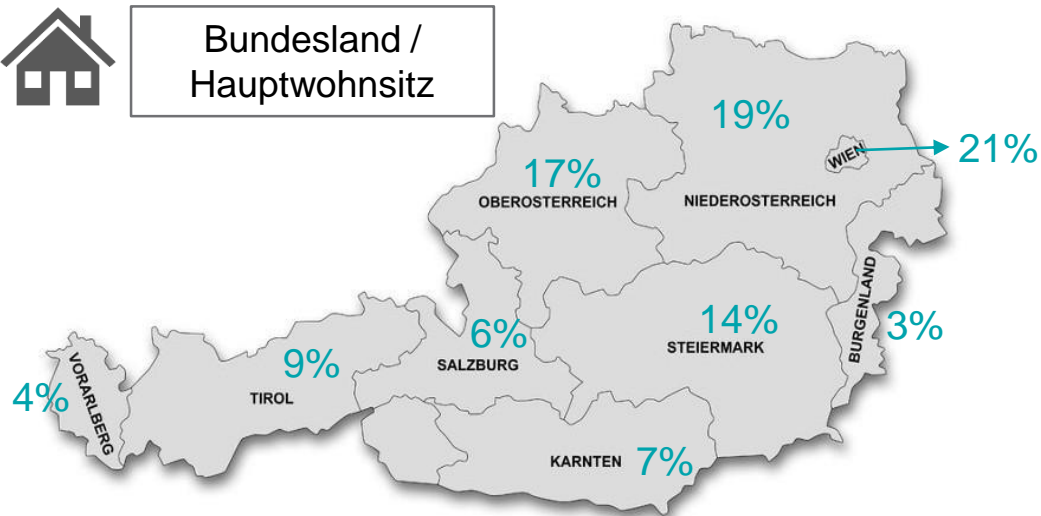 Bundesland /
Hauptwohnsitz
19%
WIEN
21%
17%
OBEROSTERREICH
NIEDEROSTERREICH
BURGENLAND
3%
14%
STEIERMARK
6%
SALZBURG
9%
TIROL
4%
VORARLBERG
KARNTEN 7%